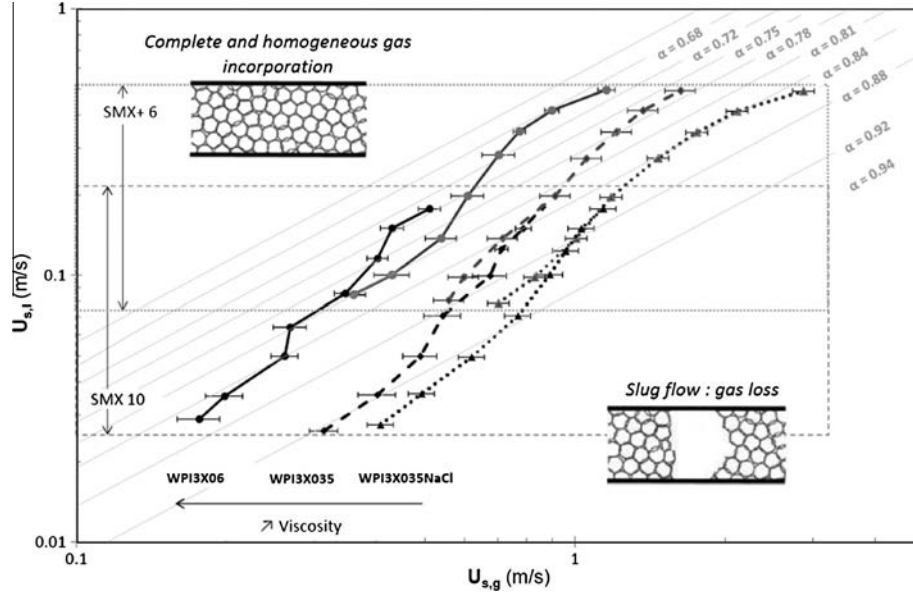 1
Complete and homogeneous gas
incorporation
α = 0.68
α = 0.72
α = 0.75
α = 0.78
α = 0.81
α = 0.84
α = 0.88
α = 0.92
α = 0.94
SMX+ 6
0.1
U_s,l (m/s)
SMX 10
Slug flow : gas loss
WPI3X06 WPI3X035 WPI3X035NaCl
↗ Viscosity
0.01
0.1 1
U_s,g (m/s)